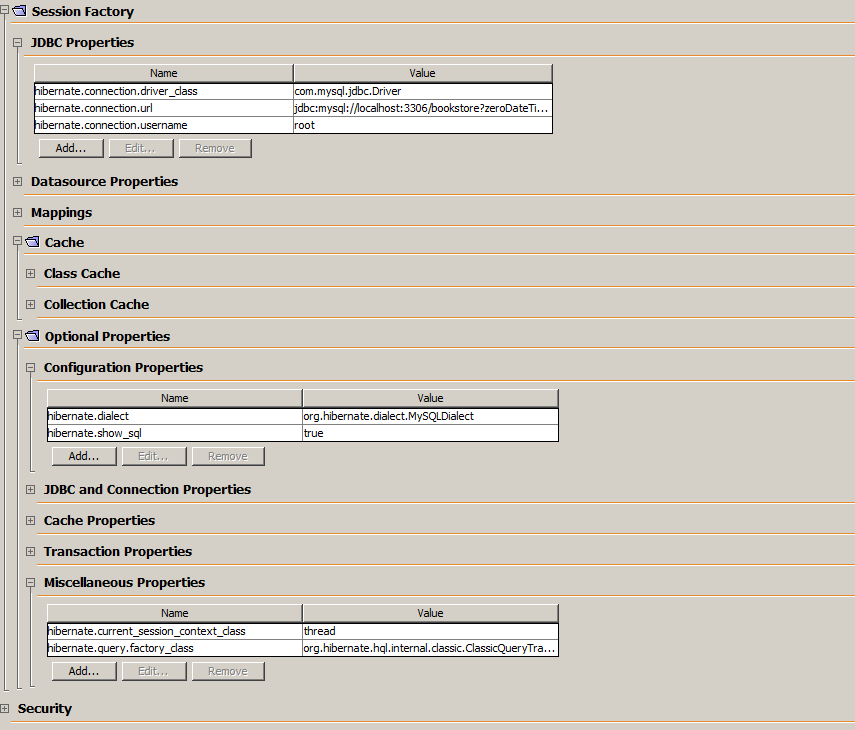 Session Factory
JDBC Properties
Name Value
hibernate.connection.driver_class com.mysql.jdbc.Driver
hibernate.connection.url jdbc:mysql://localhost:3306/bookstore?zeroDateTi...
hibernate.connection.username root
Add... Edit... Remove
Datasource Properties
Mappings
Cache
Class Cache
Collection Cache
Optional Properties
Configuration Properties
Name Value
hibernate.dialect org.hibernate.dialect.MySQLDialect
hibernate.show_sql true
Add... Edit... Remove
JDBC and Connection Properties
Cache Properties
Transaction Properties
Miscellaneous Properties
Name Value
hibernate.current_session_context_class thread
hibernate.query.factory_class org.hibernate.hql.internal.classic.ClassicQueryTra...
Add... Edit... Remove
Security